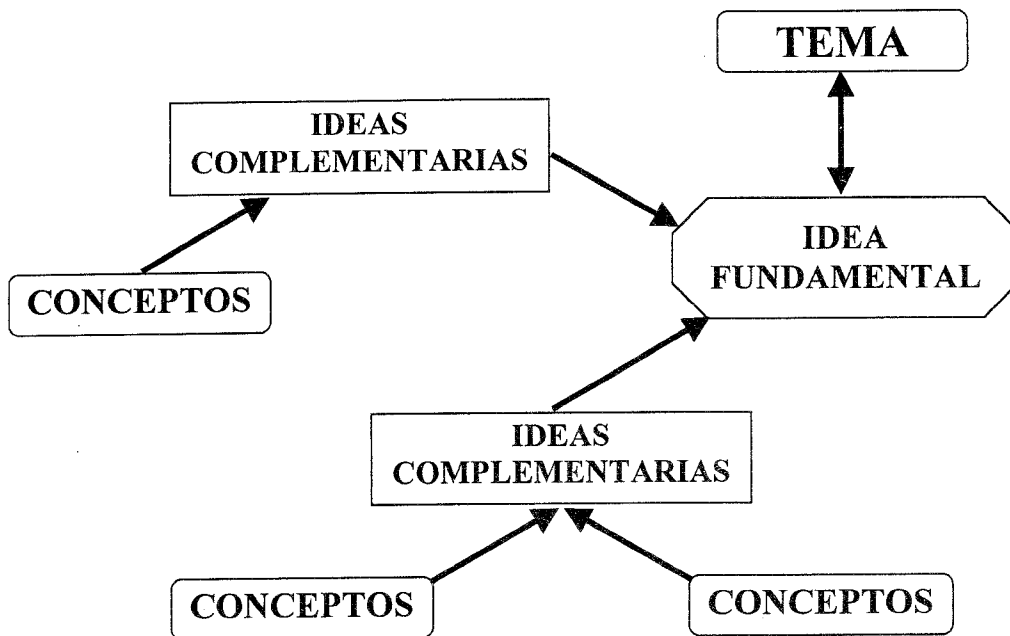 TEMA
IDEAS
COMPLEMENTARIAS
IDEA
FUNDAMENTAL
CONCEPTOS
IDEAS
COMPLEMENTARIAS
CONCEPTOS
CONCEPTOS